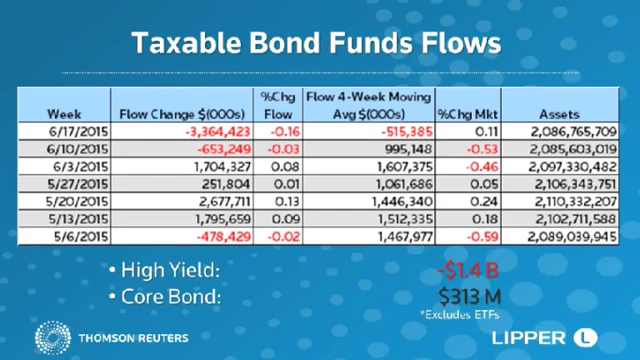 Taxable Bond Funds Flows
Week Flow Change $(000s) %Chg Flow Flow 4-Week Moving Avg $(000s) %Chg Mkt Assets
6/17/2015 -3,364,423 -0.16 -515,385 0.11 2,086,765,709
6/10/2015 -653,249 -0.03 995,148 -0.53 2,085,603,019
6/3/2015 1,704,327 0.08 1,607,375 -0.46 2,097,330,482
5/27/2015 251,804 0.01 1,061,686 0.05 2,106,343,751
5/20/2015 2,677,711 0.13 1,446,340 0.24 2,110,332,207
5/13/2015 1,795,659 0.09 1,512,335 0.18 2,102,711,588
5/6/2015 -478,429 -0.02 1,467,977 -0.59 2,089,039,945
• High Yield: -$1.4 B
• Core Bond: $313 M
*Excludes ETFs
THOMSON REUTERS
LIPPER L